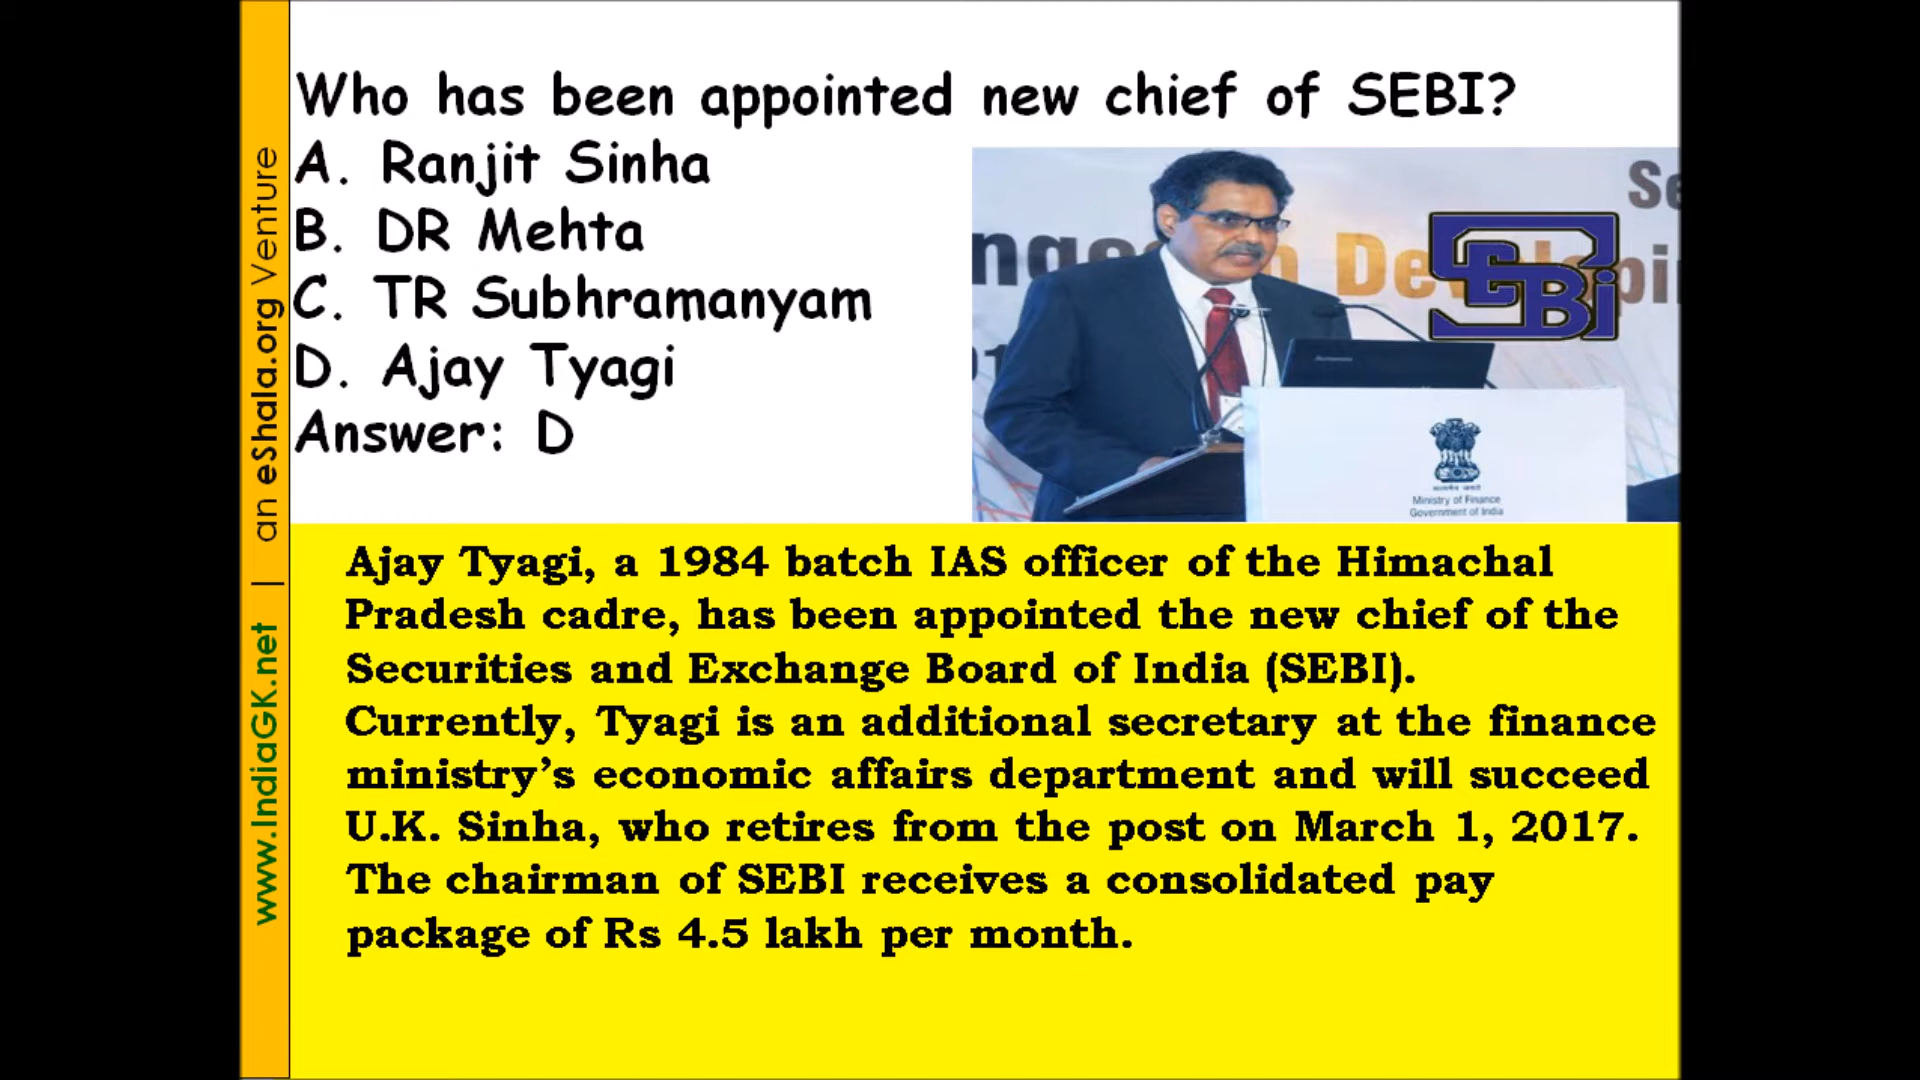 Who has been appointed new chief of SEBI?
A. Ranjit Sinha
B. DR Mehta
C. TR Subhramanyam
D. Ajay Tyagi
Answer: D
SEBI
Lenovo
Ministry of Finance
Government of India
Ajay Tyagi, a 1984 batch IAS officer of the Himachal
Pradesh cadre, has been appointed the new chief of the
Securities and Exchange Board of India (SEBI).
Currently, Tyagi is an additional secretary at the finance
ministry’s economic affairs department and will succeed
U.K. Sinha, who retires from the post on March 1, 2017.
The chairman of SEBI receives a consolidated pay
package of Rs 4.5 lakh per month.
www.IndiaGK.net | an eShala.org Venture